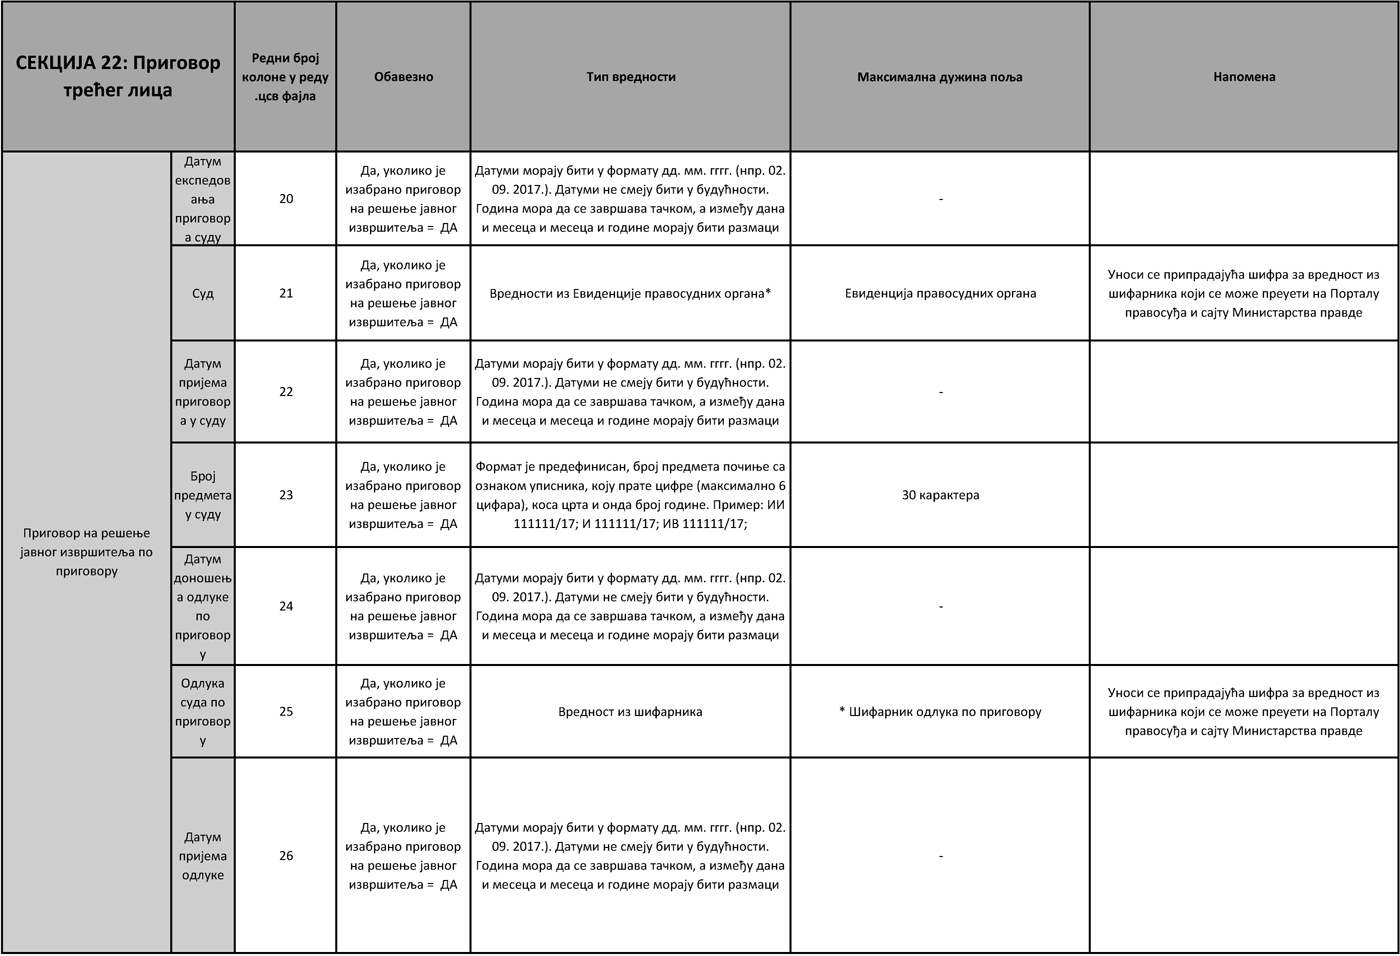 СЕКЦИЈА 22: Приговор
трећег лица
Редни број
колоне у реду
.цсв фајла
Обавезно
Тип вредности
Максимална дужина поља
Напомена
Приговор на решење
јавног извршитеља по
приговору
Датум
експедов
ања
приговор
а суду
20
Да, уколико је
изабрано приговор
на решење јавног
извршитеља =  ДА
Датуми морају бити у формату дд. мм. гггг. (нпр. 02.
09. 2017.). Датуми не смеју бити у будућности.
Година мора да се завршава тачком, а између дана
и месеца и месеца и године морају бити размаци
-
Суд
21
Да, уколико је
изабрано приговор
на решење јавног
извршитеља =  ДА
Вредности из Евиденције правосудних органа*
Евиденција правосудних органа
Уноси се припрадајућа шифра за вредност из
шифарника који се може преуети на Порталу
правосуђа и сајту Министарства правде
Датум
пријема
приговор
а у суду
22
Да, уколико је
изабрано приговор
на решење јавног
извршитеља =  ДА
Датуми морају бити у формату дд. мм. гггг. (нпр. 02.
09. 2017.). Датуми не смеју бити у будућности.
Година мора да се завршава тачком, а између дана
и месеца и месеца и године морају бити размаци
-
Број
предмета
у суду
23
Да, уколико је
изабрано приговор
на решење јавног
извршитеља =  ДА
Формат је предефинисан, број предмета почиње са
ознаком уписника, коју прате цифре (максимално 6
цифара), коса црта и онда број године. Пример: ИИ
111111/17; И 111111/17; ИВ 111111/17;
30 карактера
Датум
доношењ
а одлуке
по
приговор
у
24
Да, уколико је
изабрано приговор
на решење јавног
извршитеља =  ДА
Датуми морају бити у формату дд. мм. гггг. (нпр. 02.
09. 2017.). Датуми не смеју бити у будућности.
Година мора да се завршава тачком, а између дана
и месеца и месеца и године морају бити размаци
-
Одлука
суда по
приговор
у
25
Да, уколико је
изабрано приговор
на решење јавног
извршитеља =  ДА
Вредност из шифарника
* Шифарник одлука по приговору
Уноси се припрадајућа шифра за вредност из
шифарника који се може преуети на Порталу
правосуђа и сајту Министарства правде
Датум
пријема
одлуке
26
Да, уколико је
изабрано приговор
на решење јавног
извршитеља =  ДА
Датуми морају бити у формату дд. мм. гггг. (нпр. 02.
09. 2017.). Датуми не смеју бити у будућности.
Година мора да се завршава тачком, а између дана
и месеца и месеца и године морају бити размаци
-